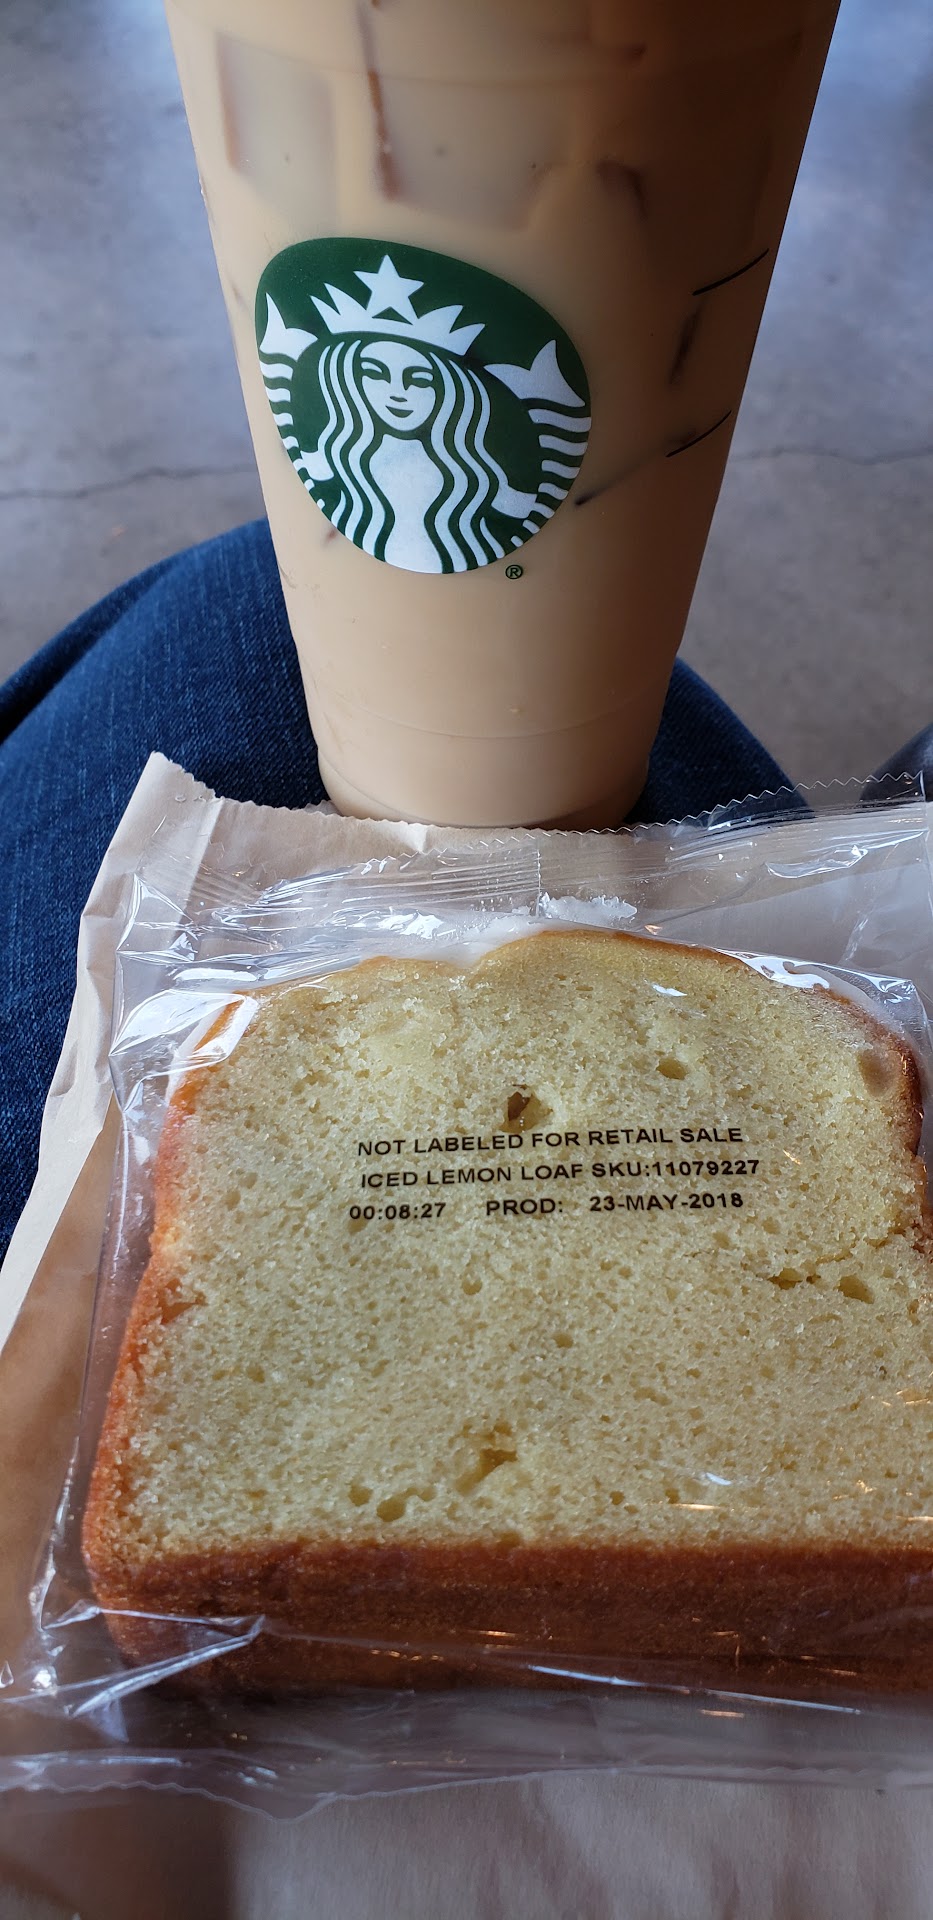 ®
NOT LABELED FOR RETAIL SALE
ICED LEMON LOAF SKU:11079227
00:08:27 PROD: 23-MAY-2018